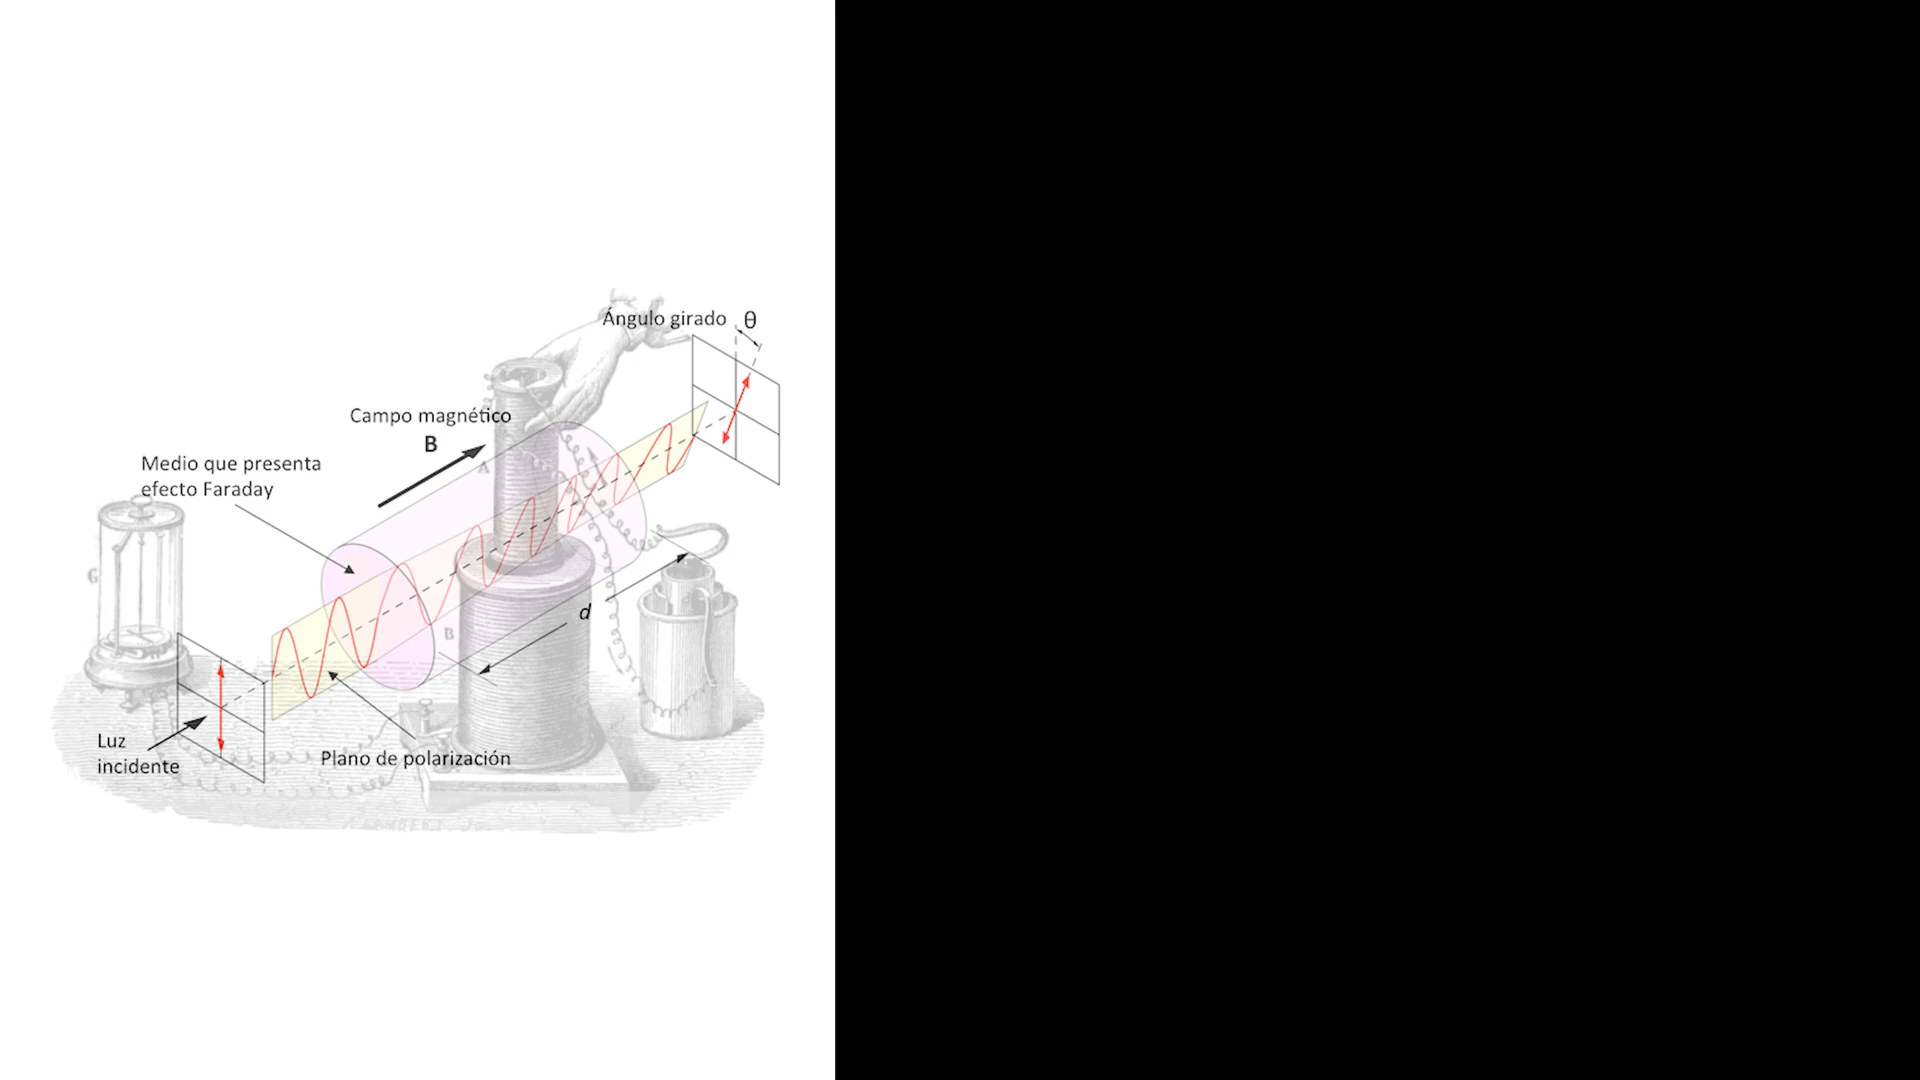 Ángulo girado θ
Campo magnético
B
Medio que presenta
efecto Faraday
A
G
d
B
Luz
incidente
Plano de polarización